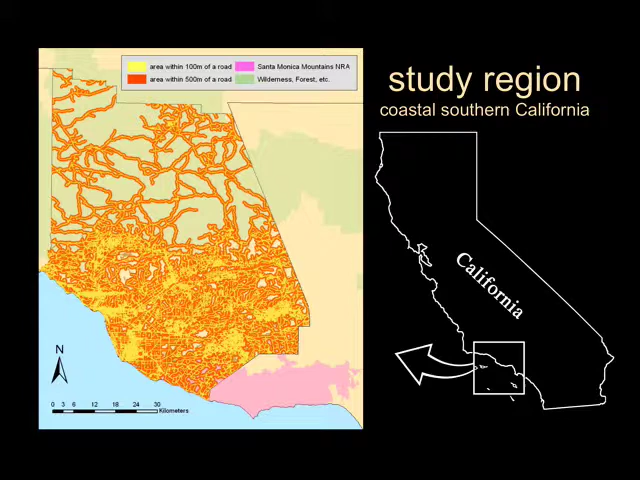 area within 100m of a road
Santa Monica Mountains NRA
area within 500m of a road
Wilderness, Forest, etc.
study region
coastal southern California
California
N
0 3 6 12 18 24 30
Kilometers